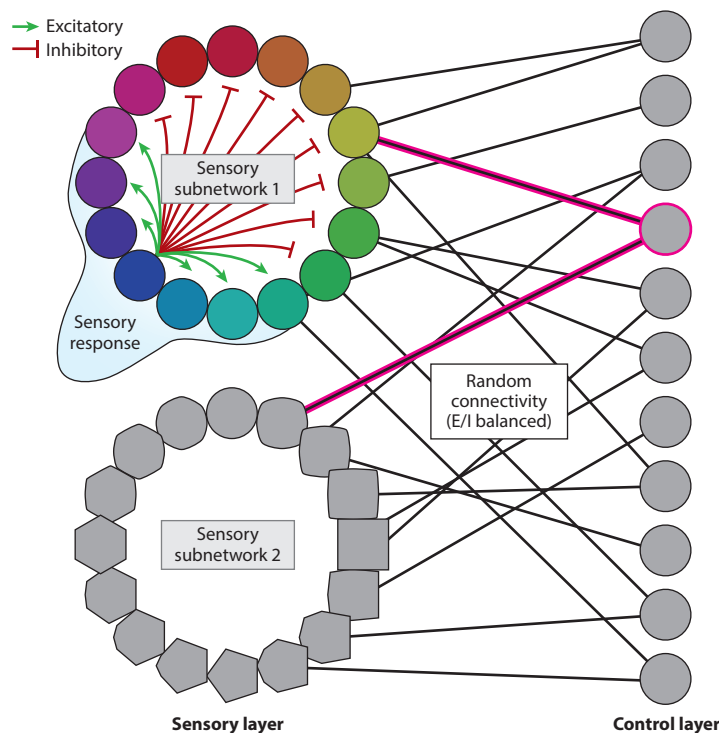 Excitatory
Inhibitory
Sensory
subnetwork 1
Sensory
response
Random
connectivity
(E/I balanced)
Sensory
subnetwork 2
Sensory layer
Control layer